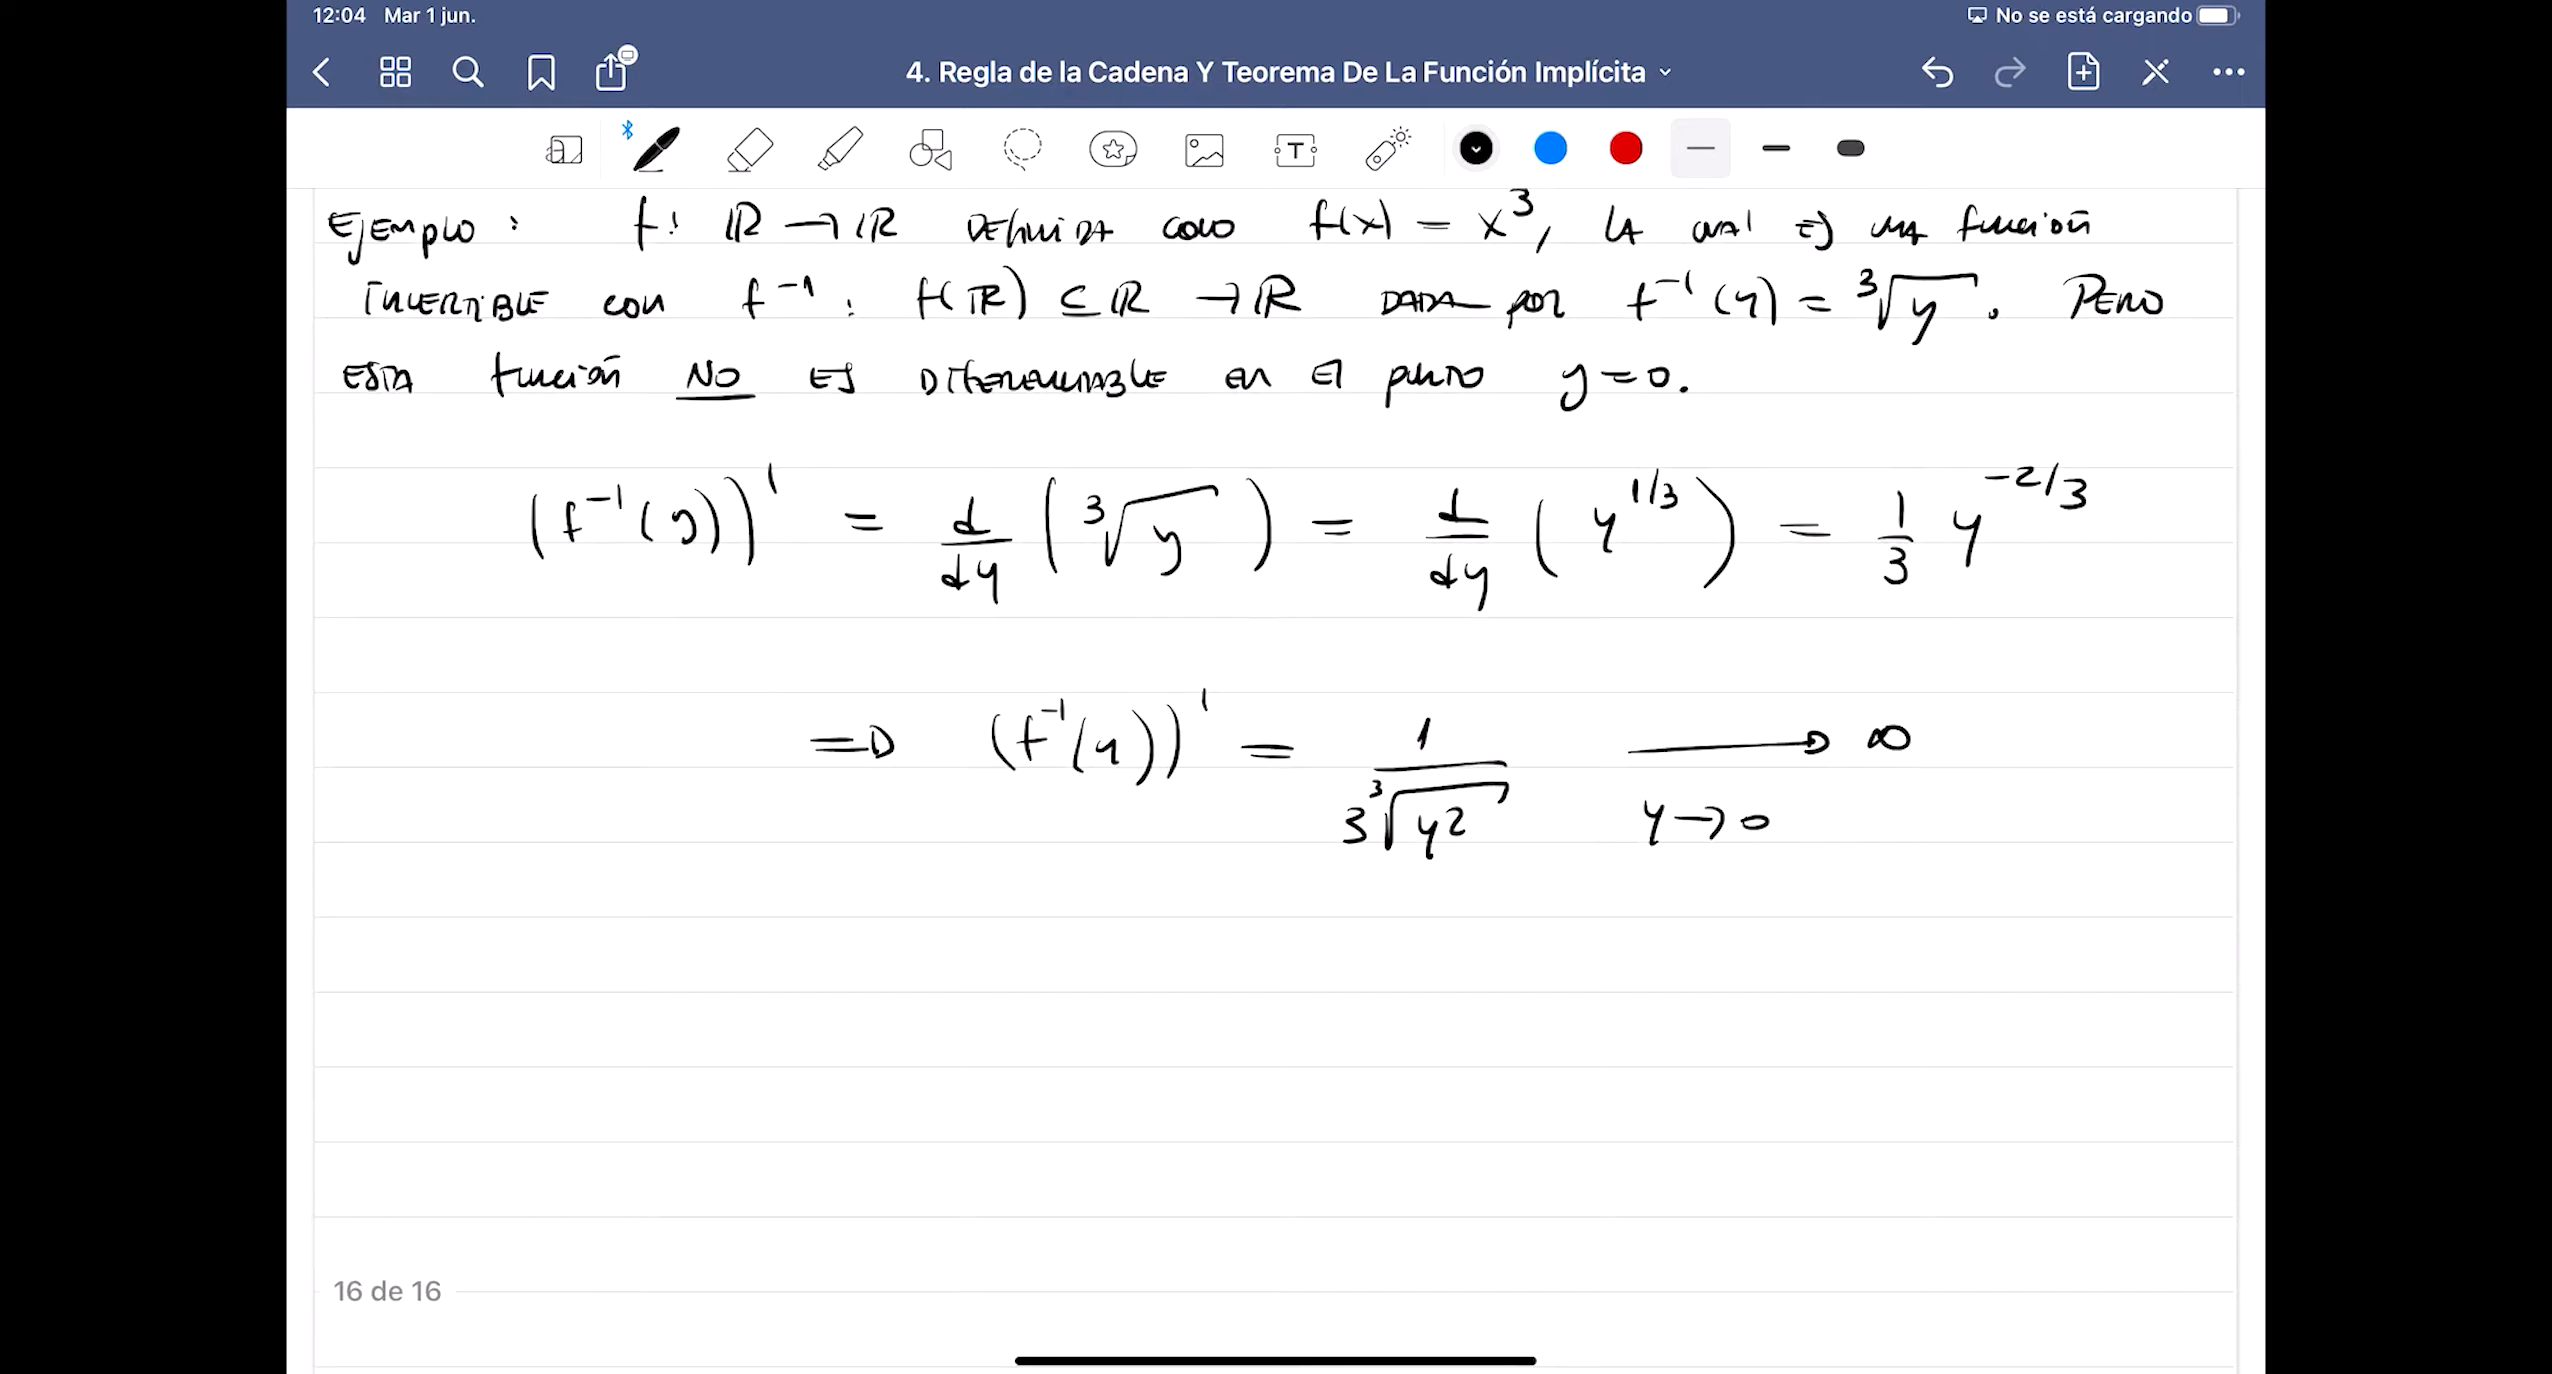 12:04 Mar 1 jun. No se está cargando
4. Regla de la Cadena Y Teorema De La Función Implícita
T
Ejemplo: f: ℝ → ℝ Definida como f(x) = x³, la cual es una función
invertible con f⁻¹: f(ℝ) ⊆ ℝ → ℝ dada por f⁻¹(y) = ∛y. Pero
esta función NO es diferenciable en el punto y=0.
(f⁻¹(y))' = d/dy (∛y) = d/dy (y^{1/3}) = 1/3 y^{-2/3}
⇒ (f⁻¹(y))' = 1/(3∛y²) → ∞
y→0
16 de 16